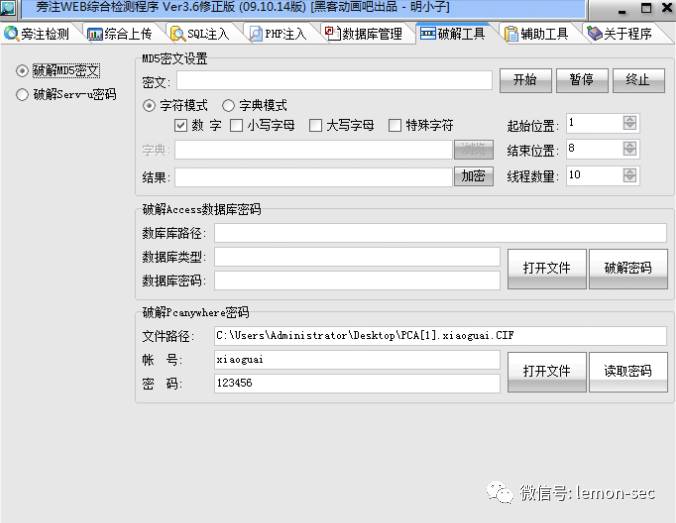 旁注WEB综合检测程序 Ver3.6修正版 (09.10.14版) [黑客动画吧出品 - 明小子]
旁注检测 综合上传 SQL注入 PHP注入 数据库管理 破解工具 辅助工具 关于程序
破解MD5密文
破解Serv-u密码
MD5密文设置
密文: 开始 暂停 终止
字符模式 字典模式
数 字 小写字母 大写字母 特殊字符 起始位置: 1
字典: 浏览 结束位置: 8
结果: 加密 线程数量: 10
破解Access数据库密码
数库库路径:
数据库类型:
数据库密码:
打开文件 破解密码
破解Pcanywhere密码
文件路径: C:\Users\Administrator\Desktop\PCA[1].xiaoguai.CIF
帐 号: xiaoguai
密 码: 123456
打开文件 读取密码
微信号: lemon-sec